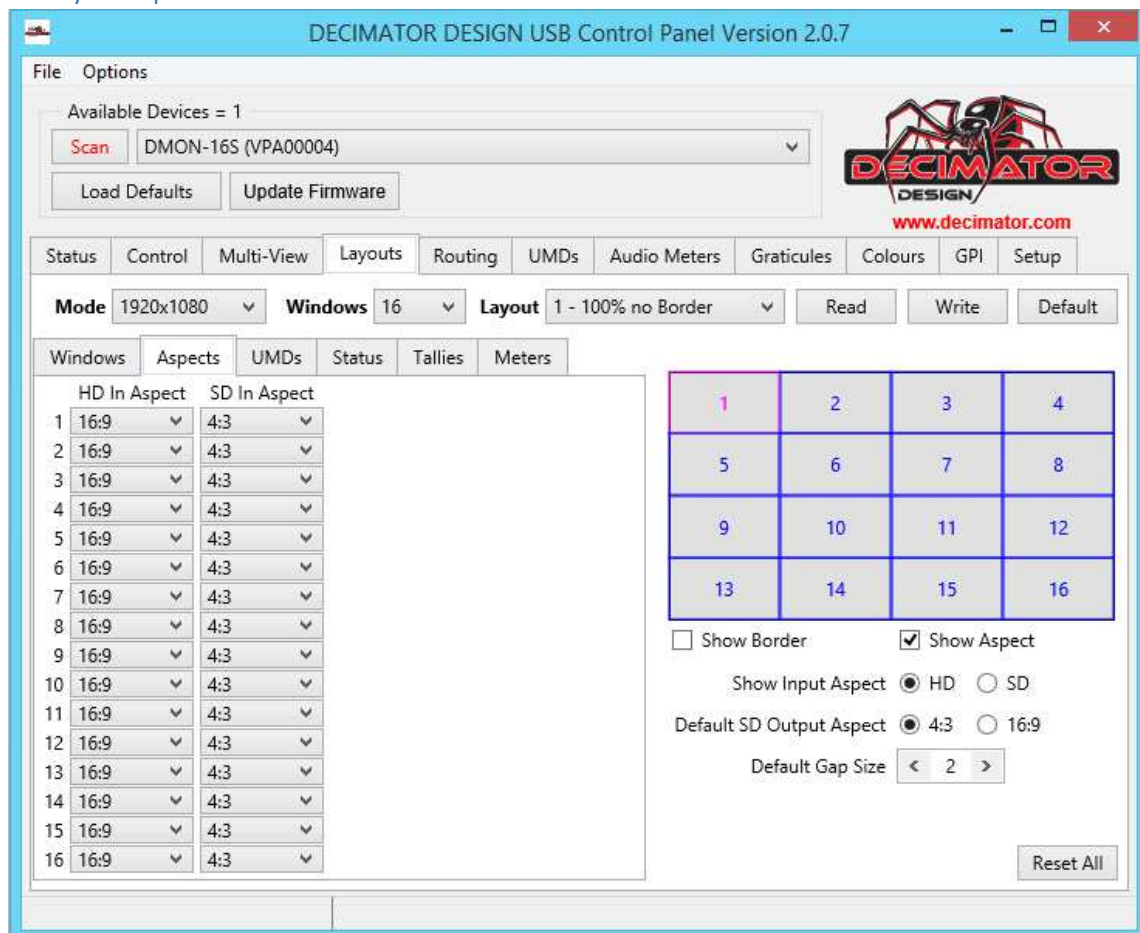 DECIMATOR DESIGN USB Control Panel Version 2.0.7
File Options
Available Devices = 1
Scan DMON-16S (VPA00004)
Load Defaults Update Firmware
DECIMATOR
DESIGN
www.decimator.com
Status Control Multi-View Layouts Routing UMDs Audio Meters Graticules Colours GPI Setup
Mode 1920x1080 Windows 16 Layout 1 - 100% no Border Read Write Default
Windows Aspects UMDs Status Tallies Meters
HD In Aspect SD In Aspect
1 16:9 4:3
2 16:9 4:3
3 16:9 4:3
4 16:9 4:3
5 16:9 4:3
6 16:9 4:3
7 16:9 4:3
8 16:9 4:3
9 16:9 4:3
10 16:9 4:3
11 16:9 4:3
12 16:9 4:3
13 16:9 4:3
14 16:9 4:3
15 16:9 4:3
16 16:9 4:3
1 2 3 4
5 6 7 8
9 10 11 12
13 14 15 16
Show Border Show Aspect
Show Input Aspect HD SD
Default SD Output Aspect 4:3 16:9
Default Gap Size < 2 >
Reset All